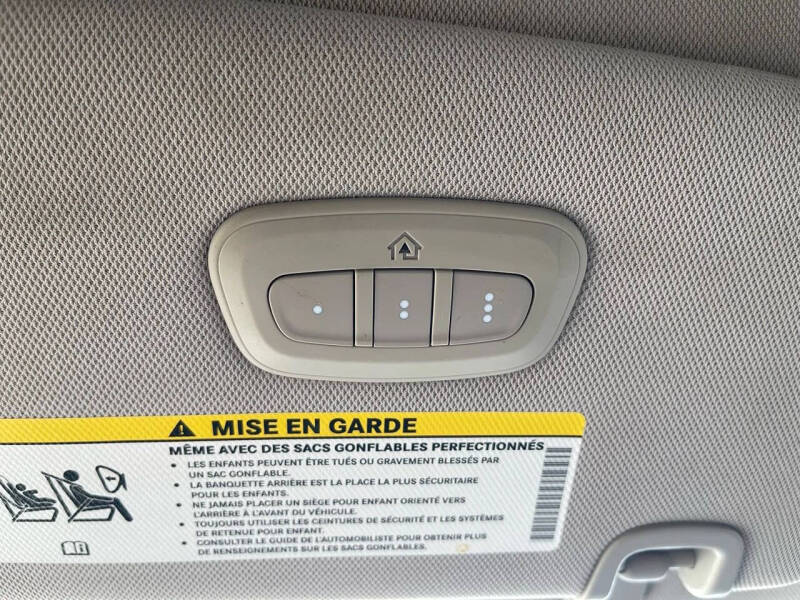 MISE EN GARDE
MÊME AVEC DES SACS GONFLABLES PERFECTIONNÉS
• LES ENFANTS PEUVENT ÊTRE TUÉS OU GRAVEMENT BLESSÉS PAR
UN SAC GONFLABLE.
• LA BANQUETTE ARRIÈRE EST LA PLACE LA PLUS SÉCURITAIRE
POUR LES ENFANTS.
• NE JAMAIS PLACER UN SIÈGE POUR ENFANT ORIENTÉ VERS
L'ARRIÈRE À L'AVANT DU VÉHICULE.
• TOUJOURS UTILISER LES CEINTURES DE SÉCURITÉ ET LES SYSTÈMES
DE RETENUE POUR ENFANT.
• CONSULTER LE GUIDE DE L'AUTOMOBILISTE POUR OBTENIR PLUS
DE RENSEIGNEMENTS SUR LES SACS GONFLABLES.